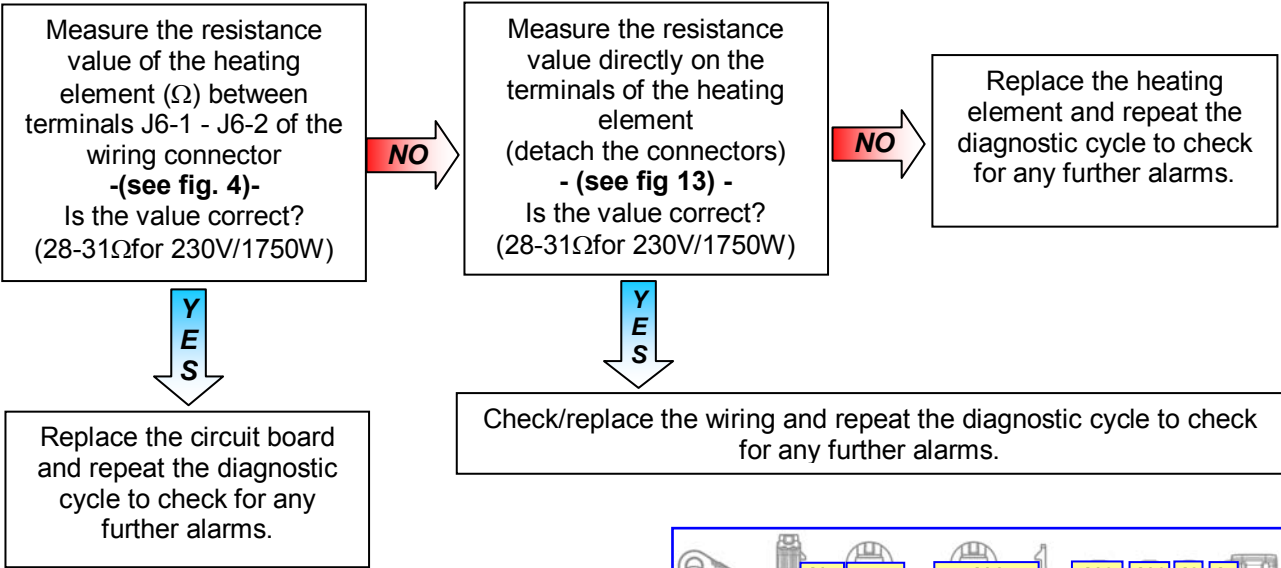 Measure the resistance
value of the heating
element (Ω) between
terminals J6-1 - J6-2 of the
wiring connector
-(see fig. 4)-
Is the value correct?
(28-31Ωfor 230V/1750W)
NO
Measure the resistance
value directly on the
terminals of the heating
element
(detach the connectors)
- (see fig 13) -
Is the value correct?
(28-31Ωfor 230V/1750W)
NO
Replace the heating
element and repeat the
diagnostic cycle to check
for any further alarms.
YES
YES
Replace the circuit board
and repeat the diagnostic
cycle to check for any
further alarms.
Check/replace the wiring and repeat the diagnostic cycle to check
for any further alarms.